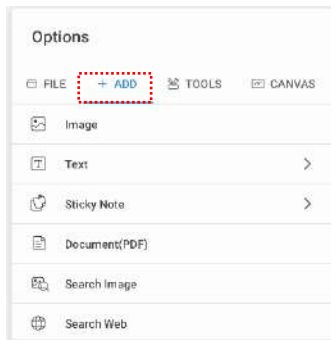 Options
FILE + ADD TOOLS CANVAS
Image
Text
Sticky Note
Document(PDF)
Search Image
Search Web